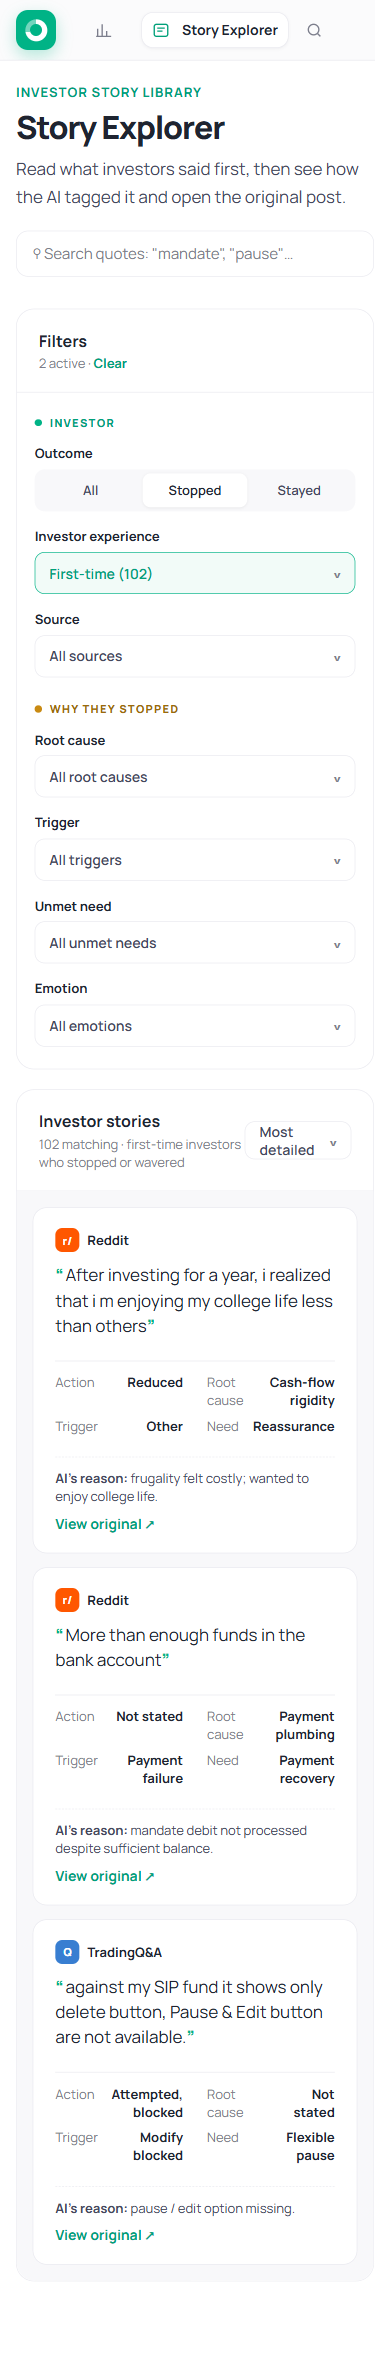 Story Explorer
INVESTOR STORY LIBRARY
Story Explorer
Read what investors said first, then see how
the AI tagged it and open the original post.
Search quotes: "mandate", "pause"...
Filters
2 active · Clear
INVESTOR
Outcome
All Stopped Stayed
Investor experience
First-time (102)
Source
All sources
WHY THEY STOPPED
Root cause
All root causes
Trigger
All triggers
Unmet need
All unmet needs
Emotion
All emotions
Investor stories
102 matching · first-time investors
who stopped or wavered
Most
detailed
r/ Reddit
“After investing for a year, i realized
that i m enjoying my college life less
than others”
Action Reduced Root cause Cash-flow rigidity
Trigger Other Need Reassurance
AI's reason: frugality felt costly; wanted to
enjoy college life.
View original ↗
r/ Reddit
“More than enough funds in the
bank account”
Action Not stated Root cause Payment plumbing
Trigger Payment failure Need Payment recovery
AI's reason: mandate debit not processed
despite sufficient balance.
View original ↗
Q TradingQ&A
“against my SIP fund it shows only
delete button, Pause & Edit button
are not available.”
Action Attempted, blocked Root cause Not stated
Trigger Modify blocked Need Flexible pause
AI's reason: pause / edit option missing.
View original ↗